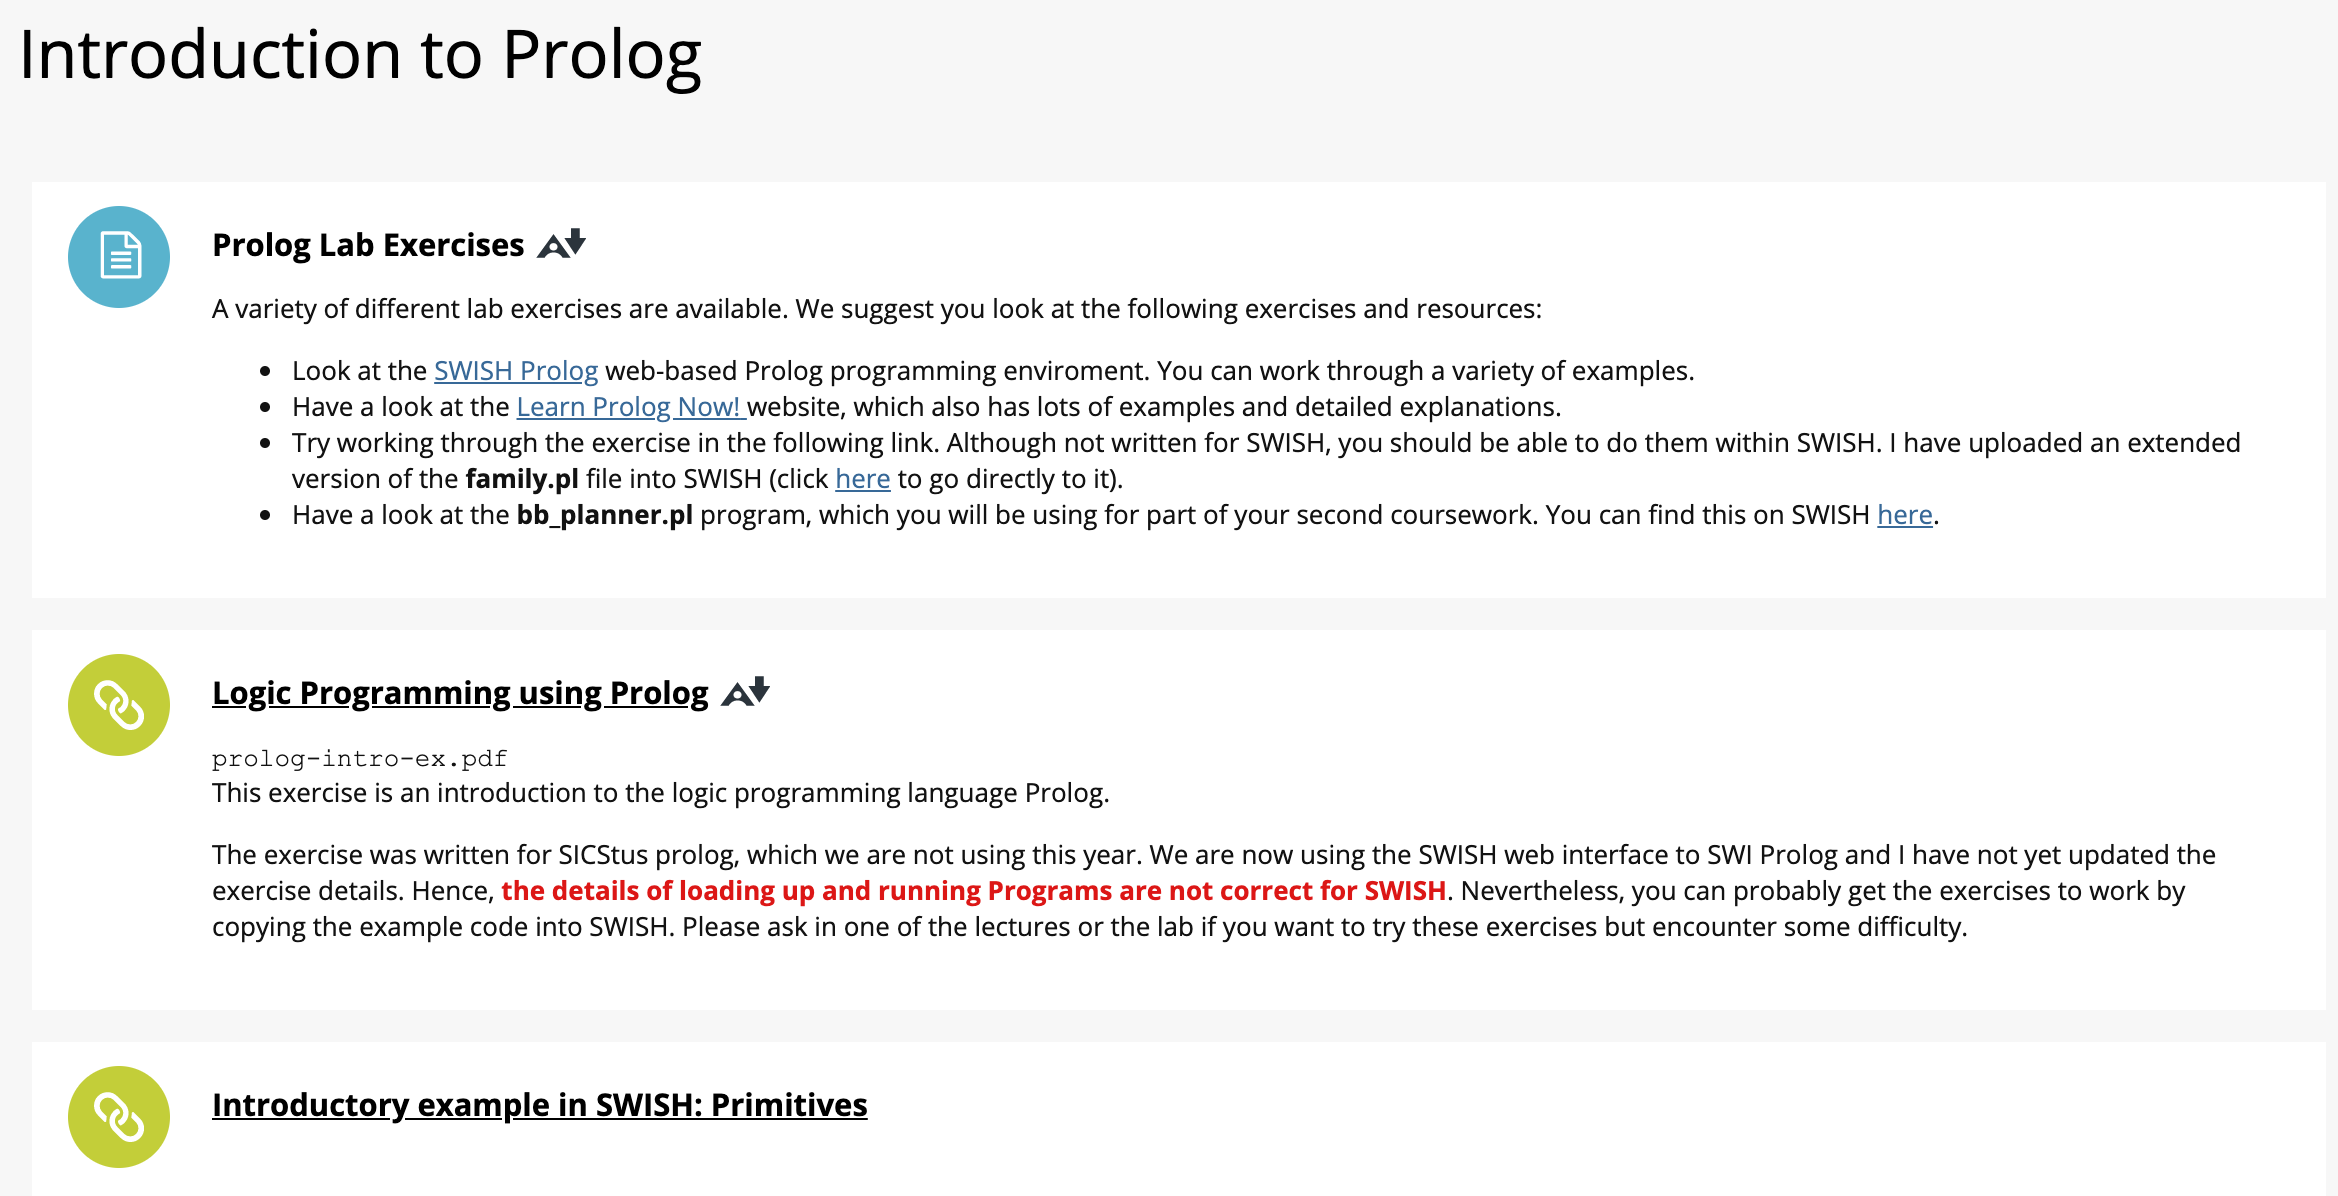 Introduction to Prolog
Prolog Lab Exercises
A variety of different lab exercises are available. We suggest you look at the following exercises and resources:
Look at the SWISH Prolog web-based Prolog programming enviroment. You can work through a variety of examples.
Have a look at the Learn Prolog Now! website, which also has lots of examples and detailed explanations.
Try working through the exercise in the following link. Although not written for SWISH, you should be able to do them within SWISH. I have uploaded an extended
version of the family.pl file into SWISH (click here to go directly to it).
Have a look at the bb_planner.pl program, which you will be using for part of your second coursework. You can find this on SWISH here.
Logic Programming using Prolog
prolog-intro-ex.pdf
This exercise is an introduction to the logic programming language Prolog.
The exercise was written for SICStus prolog, which we are not using this year. We are now using the SWISH web interface to SWI Prolog and I have not yet updated the
exercise details. Hence, the details of loading up and running Programs are not correct for SWISH. Nevertheless, you can probably get the exercises to work by
copying the example code into SWISH. Please ask in one of the lectures or the lab if you want to try these exercises but encounter some difficulty.
Introductory example in SWISH: Primitives